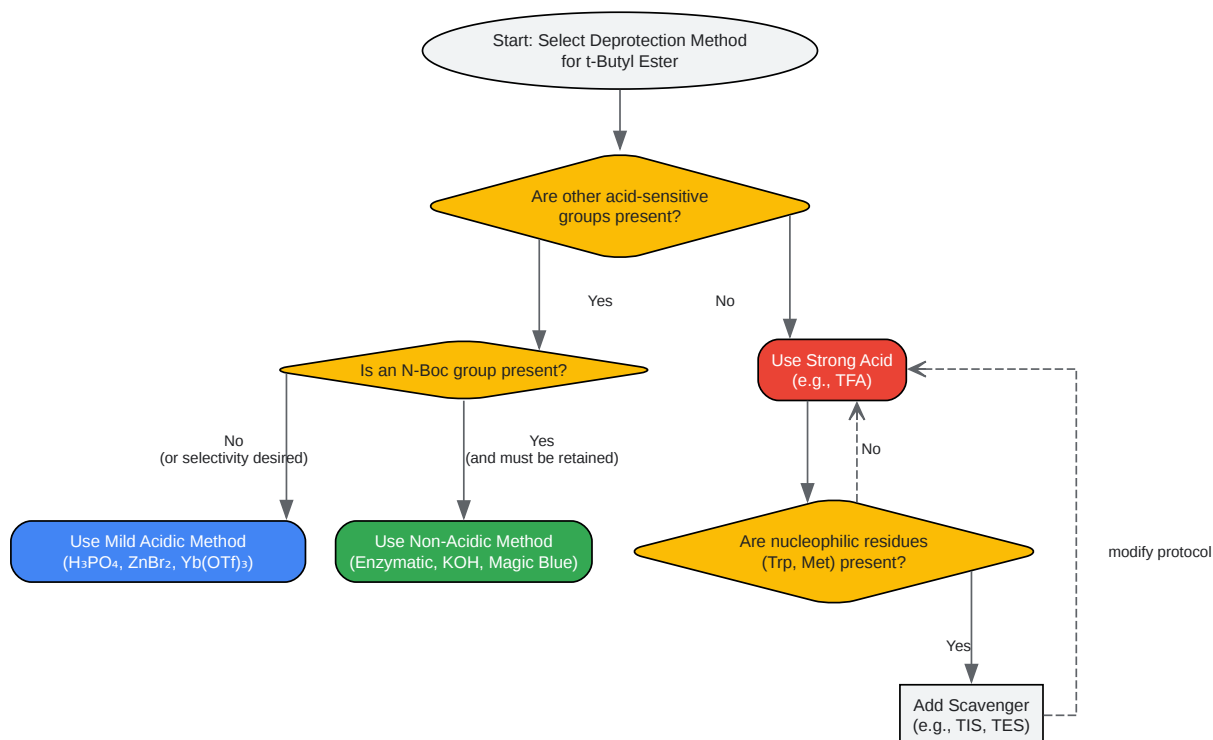 Start: Select Deprotection Method
for t-Butyl Ester
Are other acid-sensitive
groups present?
Yes
No
Is an N-Boc group present?
Use Strong Acid
(e.g., TFA)
No
(or selectivity desired)
Yes
(and must be retained)
No
Use Mild Acidic Method
(H₃PO₄, ZnBr₂, Yb(OTf)₃)
Use Non-Acidic Method
(Enzymatic, KOH, Magic Blue)
Are nucleophilic residues
(Trp, Met) present?
modify protocol
Yes
Add Scavenger
(e.g., TIS, TES)